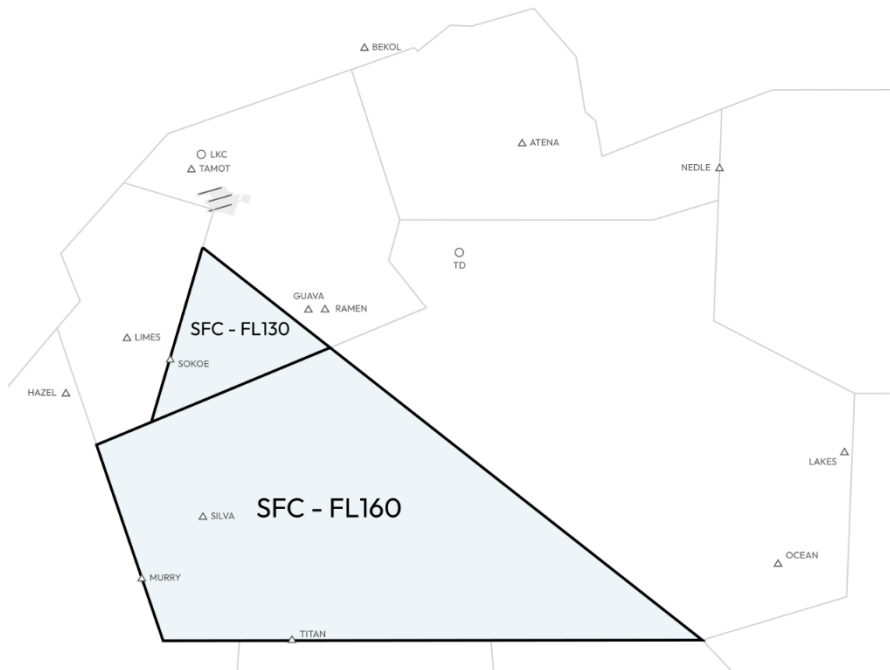 BEKOL
ATENA
LKC
TAMOT
NEDLE
TD
GUAVA
RAMEN
SFC - FL130
LIMES
SOKOE
HAZEL
LAKES
SFC - FL160
SILVA
OCEAN
MURRY
TITAN